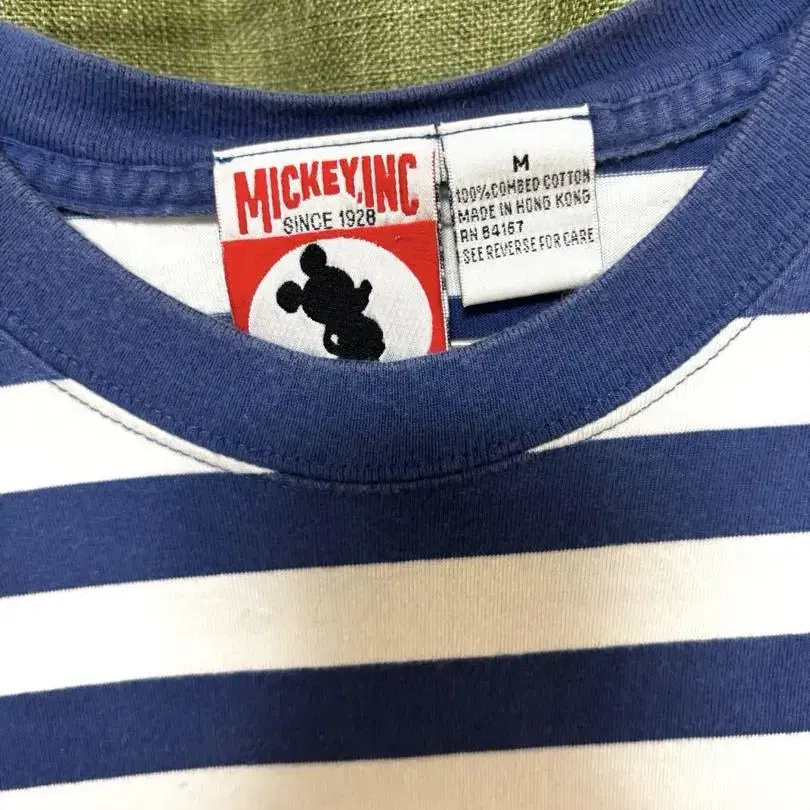 MICKEY, INC
SINCE 1928
M
100% COMBED COTTON
MADE IN HONG KONG
RN 84157
SEE REVERSE FOR CARE